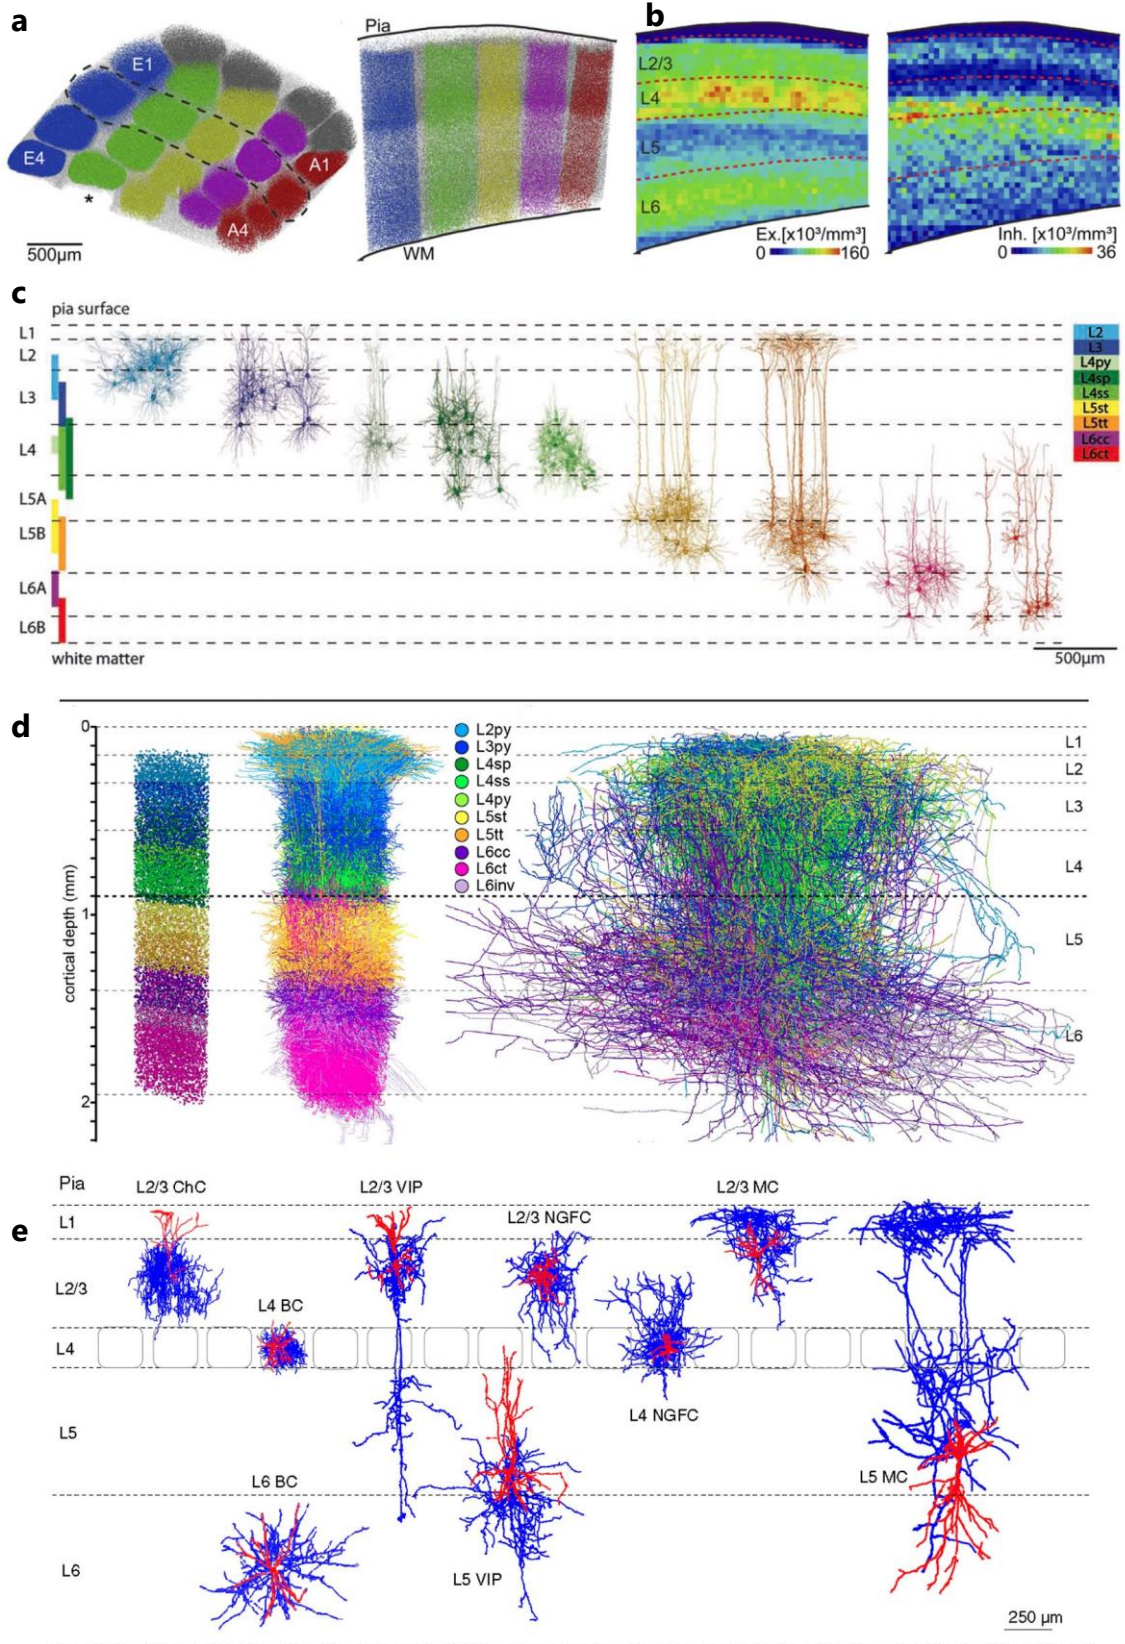 a
E1
E4
A1
A4
*
500µm
Pia
WM
b
L2/3
L4
L5
L6
Ex.[x10³/mm³]
0 160
Inh. [x10³/mm³]
0 36
c
pia surface
L1
L2
L3
L4
L5A
L5B
L6A
L6B
white matter
L2
L3
L4py
L4sp
L4ss
L5st
L5tt
L6cc
L6ct
500µm
d
cortical depth (mm)
0
1
2
L2py
L3py
L4sp
L4ss
L4py
L5st
L5tt
L6cc
L6ct
L6inv
L1
L2
L3
L4
L5
L6
e
Pia
L1
L2/3
L4
L5
L6
L2/3 ChC
L2/3 VIP
L2/3 NGFC
L2/3 MC
L4 BC
L4 NGFC
L5 MC
L6 BC
L5 VIP
250 µm